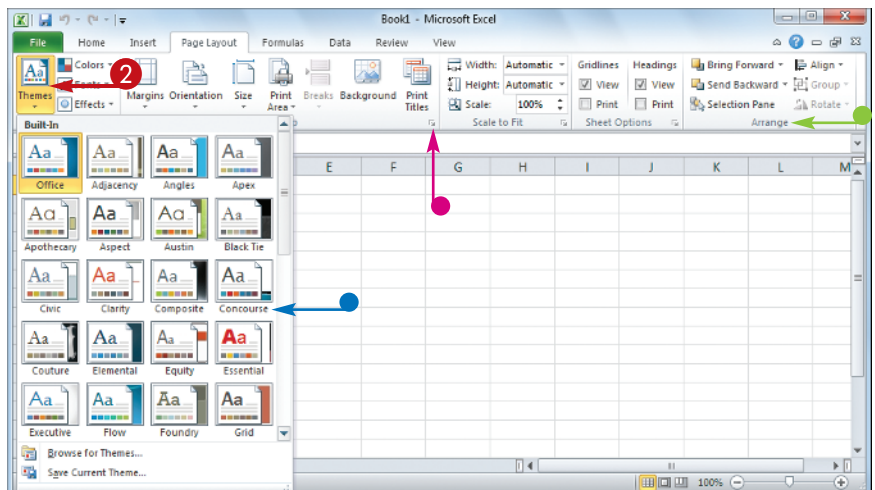 Book1 - Microsoft Excel
File Home Insert Page Layout Formulas Data Review View
Colors Width: Automatic Gridlines Headings Bring Forward Align
2
Height: Automatic View View Send Backward Group
Themes Effects Margins Orientation Size Print Area Breaks Background Print Titles Scale: 100% Print Print Selection Pane Rotate
Scale to Fit Sheet Options Arrange
Built-In
E F G H I J K L M
Office Adjacency Angles Apex
Apothecary Aspect Austin Black Tie
Civic Clarity Composite Concourse
Couture Elemental Equity Essential
Executive Flow Foundry Grid
Browse for Themes...
Save Current Theme...
100%